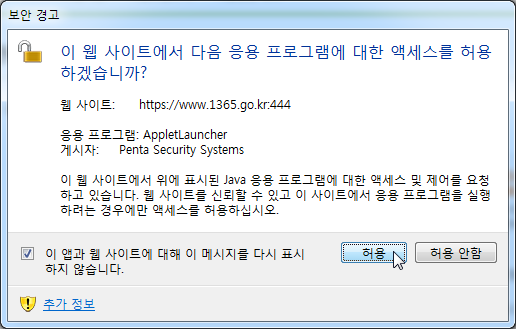 보안 경고
이 웹 사이트에서 다음 응용 프로그램에 대한 액세스를 허용
하겠습니까?
웹 사이트: https://www.1365.go.kr:444
응용 프로그램: AppletLauncher
게시자: Penta Security Systems
이 웹 사이트에서 위에 표시된 Java 응용 프로그램에 대한 액세스 및 제어를 요청
하고 있습니다. 웹 사이트를 신뢰할 수 있고 이 사이트에서 응용 프로그램을 실행
하려는 경우에만 액세스를 허용하십시오.
이 앱과 웹 사이트에 대해 이 메시지를 다시 표시
하지 않습니다.
허용
허용 안함
추가 정보